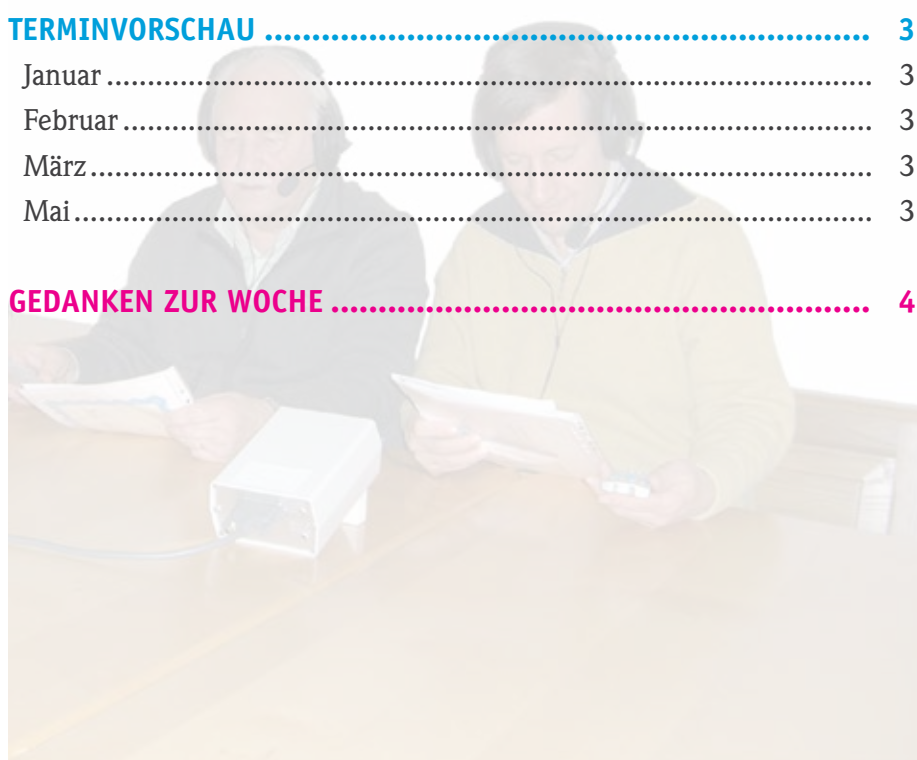 TERMINVORSCHAU ................................................................ 3
Januar ................................................................................. 3
Februar ............................................................................... 3
März ................................................................................... 3
Mai ..................................................................................... 3
GEDANKEN ZUR WOCHE ......................................................... 4